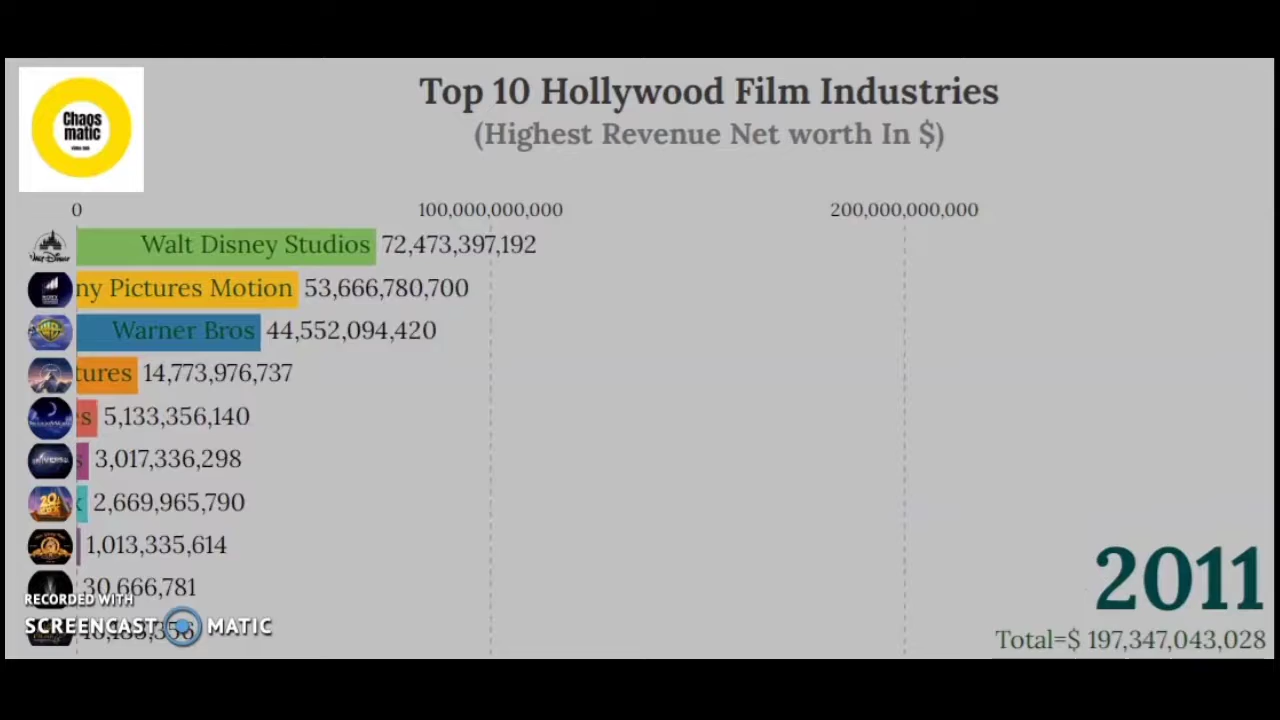 Chaos
matic
Top 10 Hollywood Film Industries
(Highest Revenue Net worth In $)
0 100,000,000,000 200,000,000,000
Walt Disney Studios 72,473,397,192
ny Pictures Motion 53,666,780,700
Warner Bros 44,552,094,420
tures 14,773,976,737
s 5,133,356,140
s 3,017,336,298
k 2,669,965,790
1,013,335,614
30,666,781
2011
RECORDED WITH
SCREENCAST MATIC
Total=$ 197,347,043,028